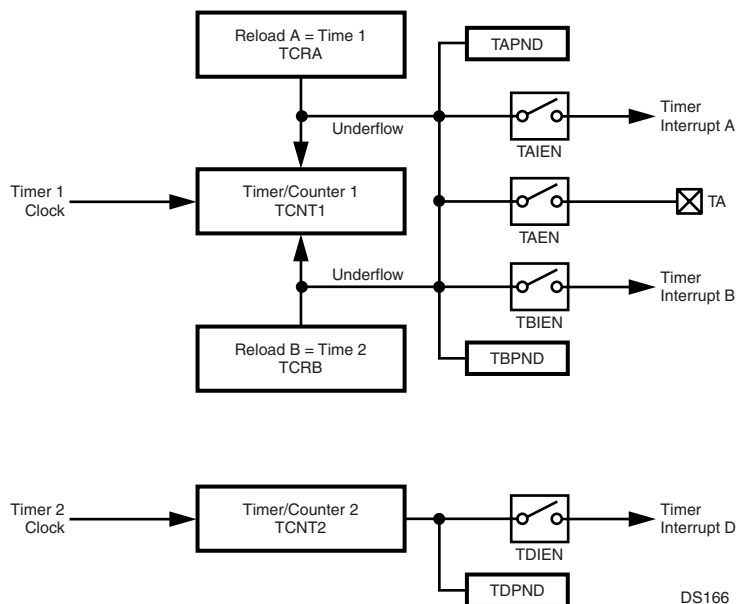 Reload A = Time 1
TCRA
TAPND
Underflow
TAIEN
Timer
Interrupt A
Timer 1
Clock
Timer/Counter 1
TCNT1
TAEN
TA
Underflow
TBIEN
Timer
Interrupt B
Reload B = Time 2
TCRB
TBPND
Timer 2
Clock
Timer/Counter 2
TCNT2
TDIEN
Timer
Interrupt D
TDPND
DS166